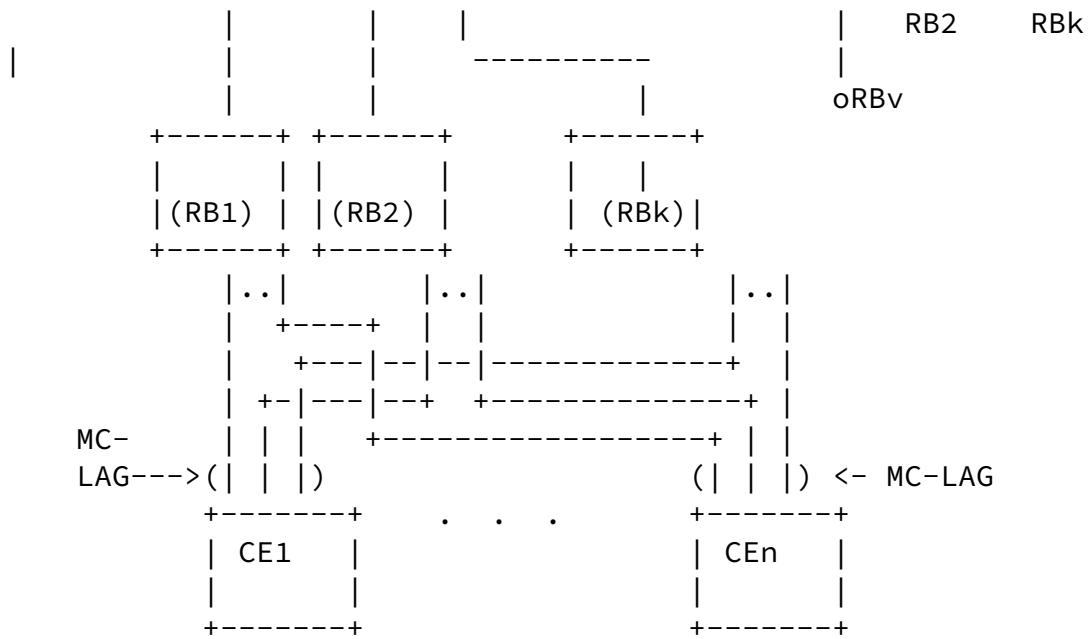 |       |    |                    |   RB2    RBk
|           |       |     ----------          |
            |       |              |          oRBv
        +------+ +------+      +------+
        |      | |      |      |   |
        |(RB1) | |(RB2) |      | (RBk)|
        +------+ +------+      +------+
            |..|       |..|             |..|
            |  +----+  |  |             |  |
            |   +---|--|--|-------------+  |
            | +-|---|--+  +--------------+ |
    MC-     | | |   +------------------+ | |
    LAG--->(| | |)                    (| | |) <- MC-LAG
           +-------+    .  .  .       +-------+
           | CE1   |                  | CEn   |
           |       |                  |       |
           +-------+                  +-------+